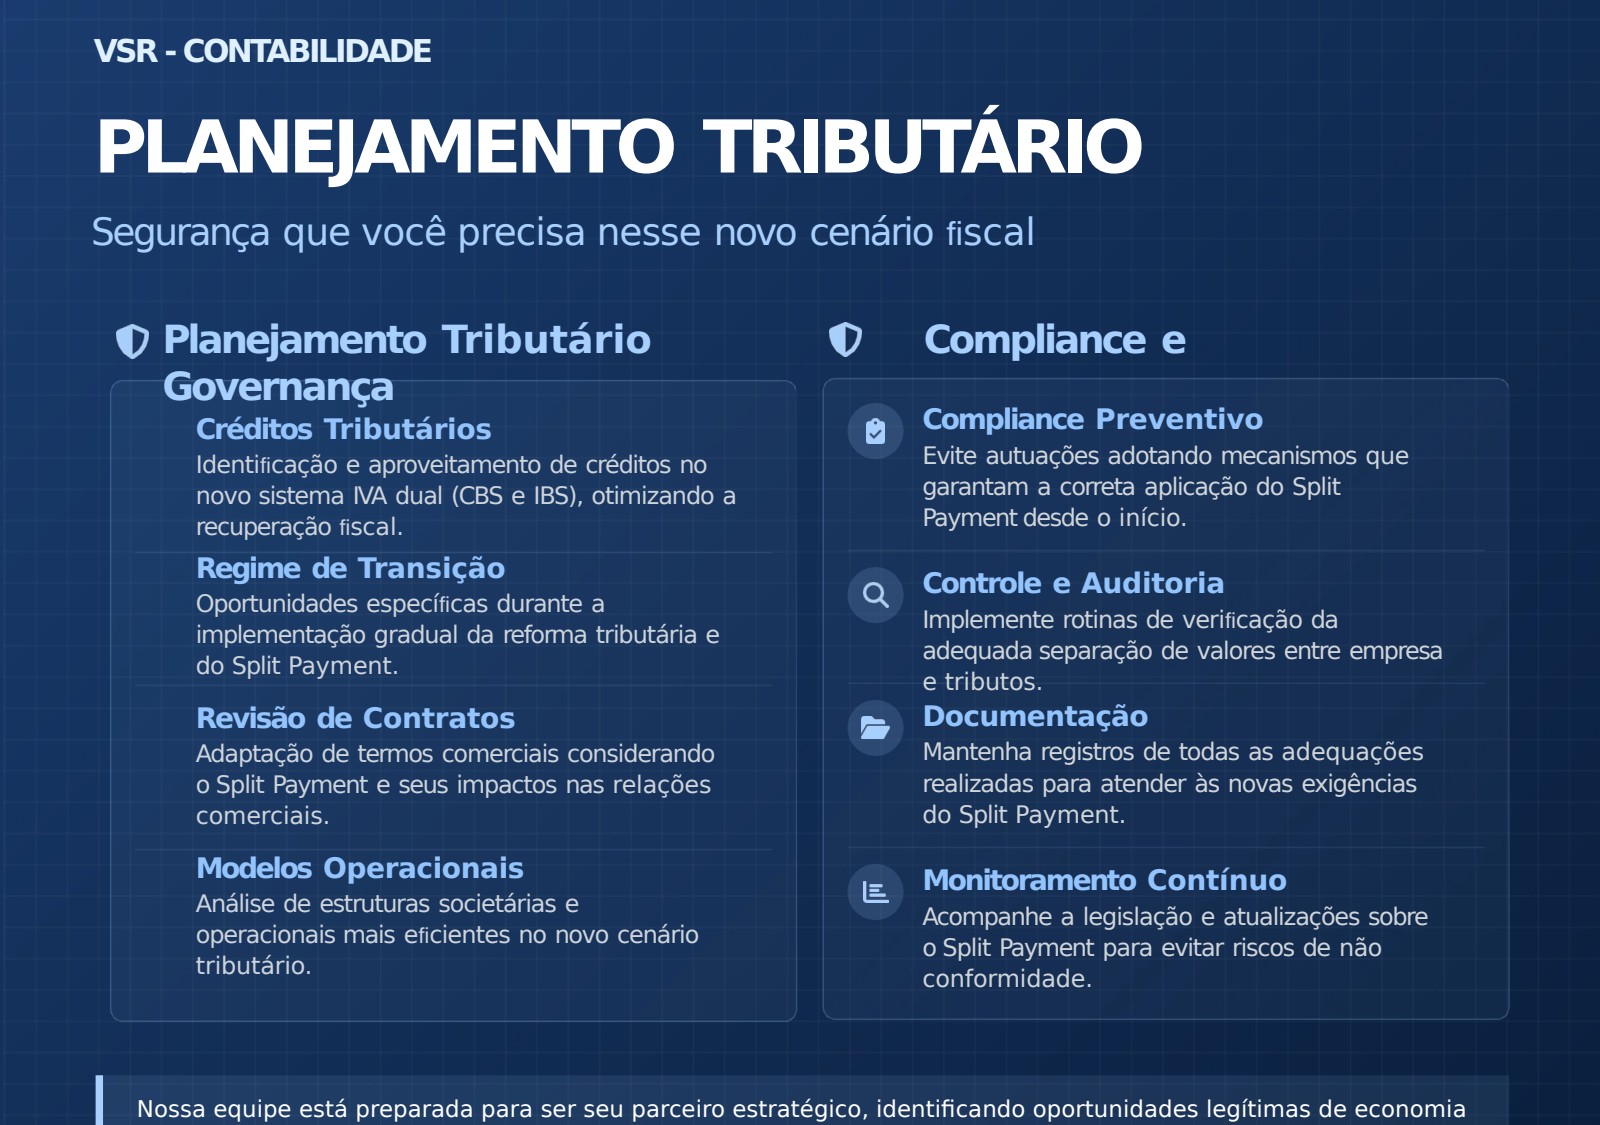 VSR - CONTABILIDADE
PLANEJAMENTO TRIBUTÁRIO
Segurança que você precisa nesse novo cenário fiscal
Planejamento Tributário Compliance e
Governança
Créditos Tributários
Identificação e aproveitamento de créditos no
novo sistema IVA dual (CBS e IBS), otimizando a
recuperação fiscal.
Regime de Transição
Oportunidades específicas durante a
implementação gradual da reforma tributária e
do Split Payment.
Revisão de Contratos
Adaptação de termos comerciais considerando
o Split Payment e seus impactos nas relações
comerciais.
Modelos Operacionais
Análise de estruturas societárias e
operacionais mais eficientes no novo cenário
tributário.
Compliance Preventivo
Evite autuações adotando mecanismos que
garantam a correta aplicação do Split
Payment desde o início.
Controle e Auditoria
Implemente rotinas de verificação da
adequada separação de valores entre empresa
e tributos.
Documentação
Mantenha registros de todas as adequações
realizadas para atender às novas exigências
do Split Payment.
Monitoramento Contínuo
Acompanhe a legislação e atualizações sobre
o Split Payment para evitar riscos de não
conformidade.
Nossa equipe está preparada para ser seu parceiro estratégico, identificando oportunidades legítimas de economia